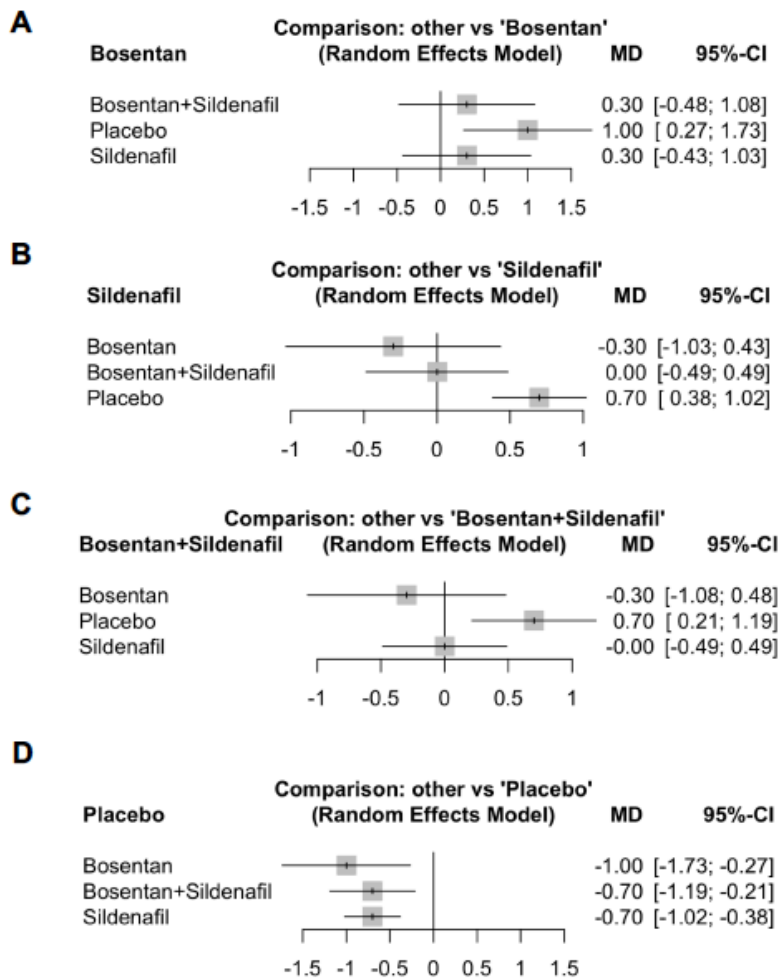 A
Comparison: other vs 'Bosentan'
Bosentan (Random Effects Model) MD 95%-CI
Bosentan+Sildenafil 0.30 [-0.48; 1.08]
Placebo 1.00 [ 0.27; 1.73]
Sildenafil 0.30 [-0.43; 1.03]
-1.5 -1 -0.5 0 0.5 1 1.5
B
Comparison: other vs 'Sildenafil'
Sildenafil (Random Effects Model) MD 95%-CI
Bosentan -0.30 [-1.03; 0.43]
Bosentan+Sildenafil 0.00 [-0.49; 0.49]
Placebo 0.70 [ 0.38; 1.02]
-1 -0.5 0 0.5 1
C
Comparison: other vs 'Bosentan+Sildenafil'
Bosentan+Sildenafil (Random Effects Model) MD 95%-CI
Bosentan -0.30 [-1.08; 0.48]
Placebo 0.70 [ 0.21; 1.19]
Sildenafil -0.00 [-0.49; 0.49]
-1 -0.5 0 0.5 1
D
Comparison: other vs 'Placebo'
Placebo (Random Effects Model) MD 95%-CI
Bosentan -1.00 [-1.73; -0.27]
Bosentan+Sildenafil -0.70 [-1.19; -0.21]
Sildenafil -0.70 [-1.02; -0.38]
-1.5 -1 -0.5 0 0.5 1 1.5